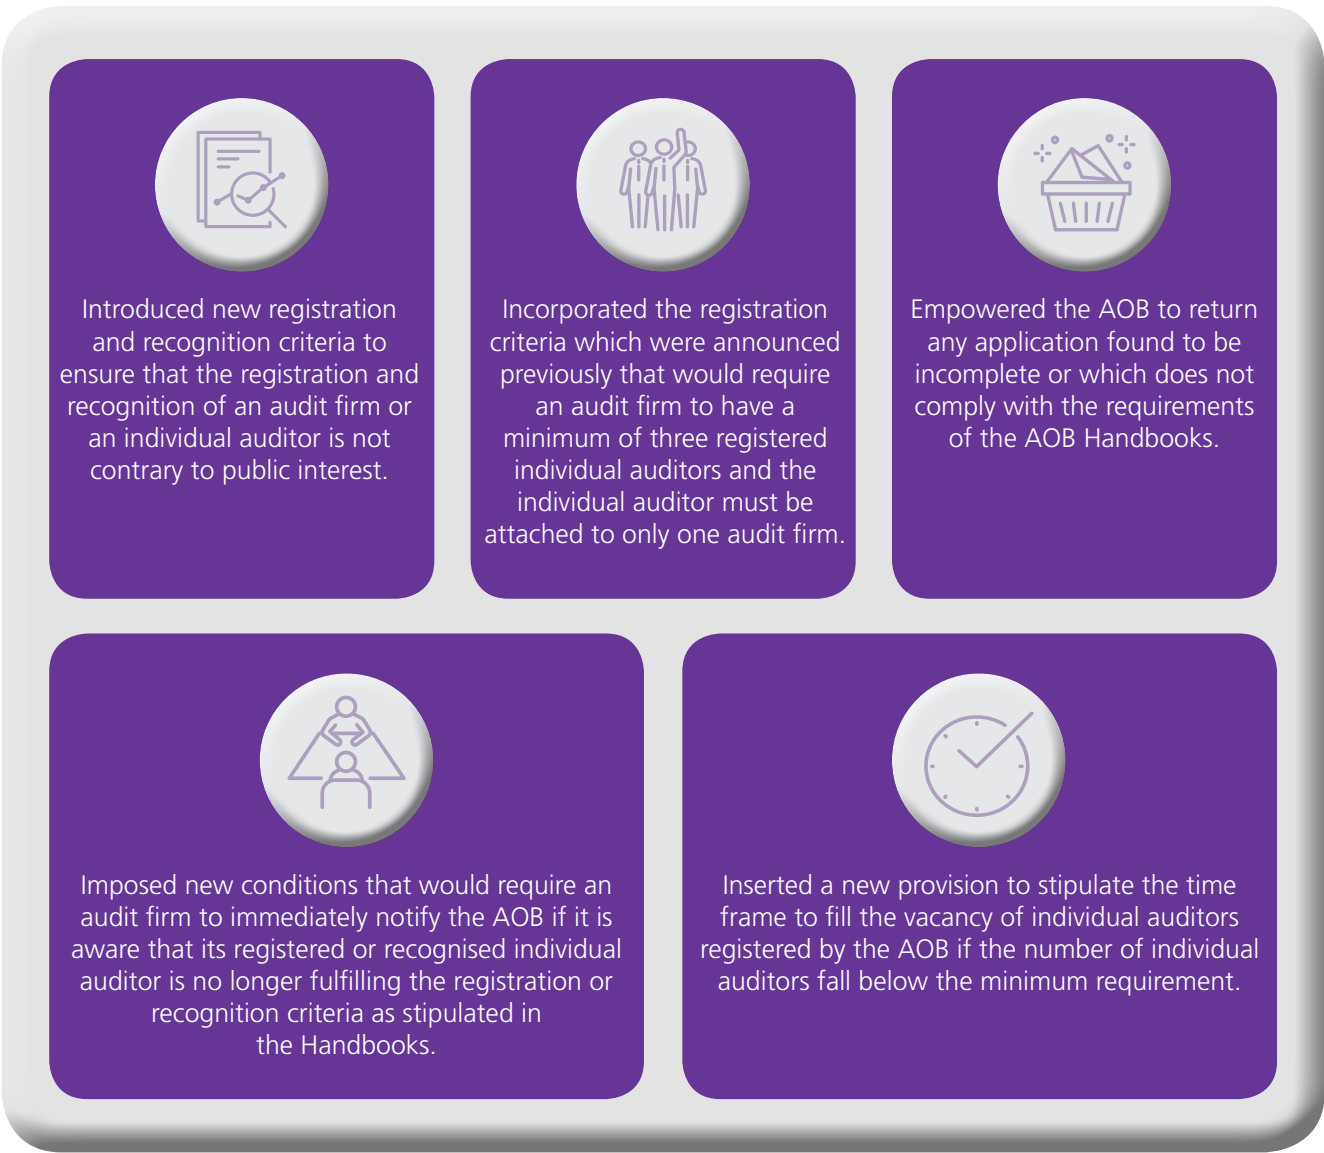 Introduced new registration
and recognition criteria to
ensure that the registration and
recognition of an audit firm or
an individual auditor is not
contrary to public interest.
Incorporated the registration
criteria which were announced
previously that would require
an audit firm to have a
minimum of three registered
individual auditors and the
individual auditor must be
attached to only one audit firm.
Empowered the AOB to return
any application found to be
incomplete or which does not
comply with the requirements
of the AOB Handbooks.
Imposed new conditions that would require an
audit firm to immediately notify the AOB if it is
aware that its registered or recognised individual
auditor is no longer fulfilling the registration or
recognition criteria as stipulated in
the Handbooks.
Inserted a new provision to stipulate the time
frame to fill the vacancy of individual auditors
registered by the AOB if the number of individual
auditors fall below the minimum requirement.